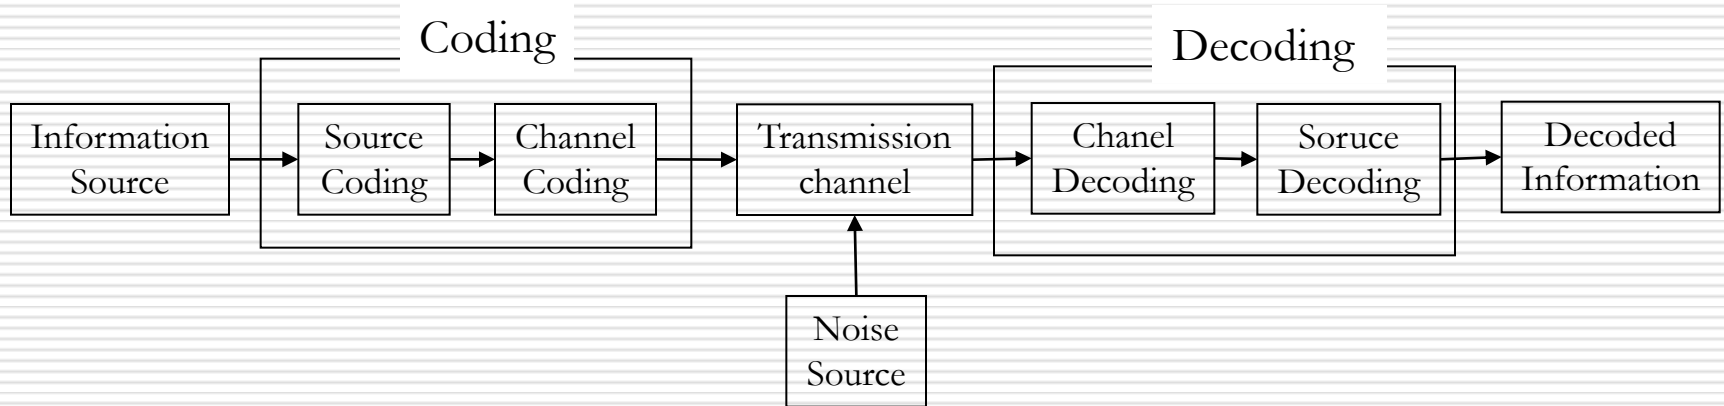 Coding
Decoding
Information
Source
Source
Coding
Channel
Coding
Transmission
channel
Chanel
Decoding
Soruce
Decoding
Decoded
Information
Noise
Source